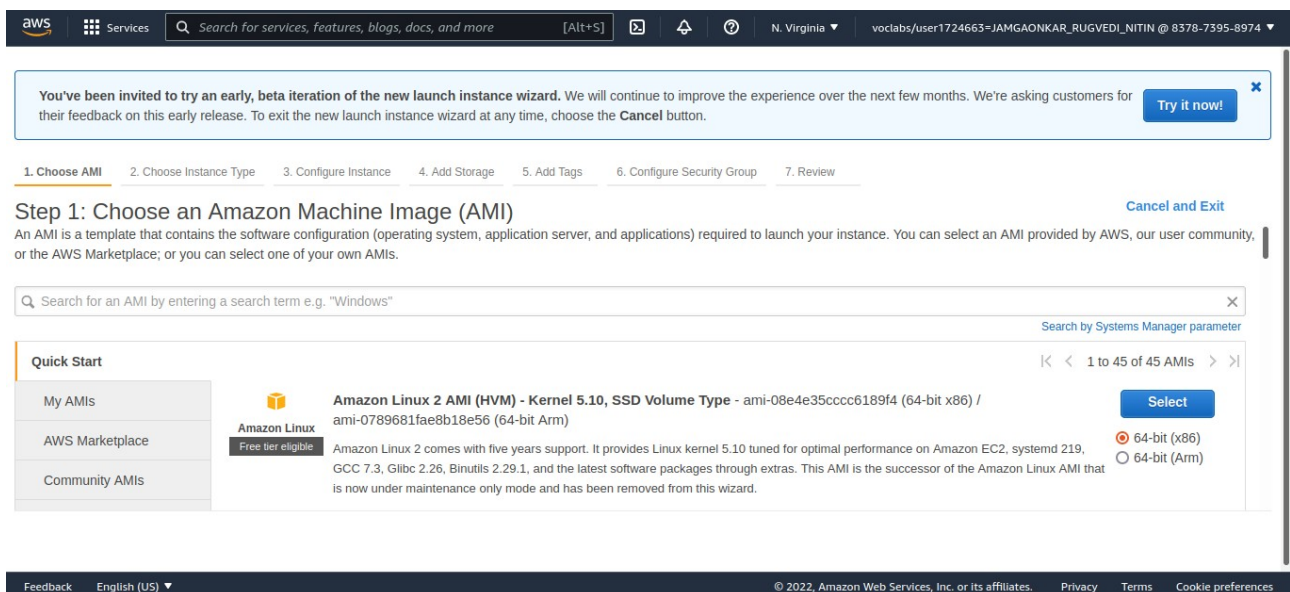 aws Services Search for services, features, blogs, docs, and more [Alt+S] N. Virginia ▼ voclabs/user1724663=JAMGAONKAR_RUGVEDI_NITIN @ 8378-7395-8974 ▼
You've been invited to try an early, beta iteration of the new launch instance wizard. We will continue to improve the experience over the next few months. We're asking customers for
their feedback on this early release. To exit the new launch instance wizard at any time, choose the Cancel button.
Try it now!
1. Choose AMI 2. Choose Instance Type 3. Configure Instance 4. Add Storage 5. Add Tags 6. Configure Security Group 7. Review
Step 1: Choose an Amazon Machine Image (AMI)
Cancel and Exit
An AMI is a template that contains the software configuration (operating system, application server, and applications) required to launch your instance. You can select an AMI provided by AWS, our user community,
or the AWS Marketplace; or you can select one of your own AMIs.
Search for an AMI by entering a search term e.g. "Windows"
Search by Systems Manager parameter
Quick Start
1 to 45 of 45 AMIs
My AMIs
AWS Marketplace
Community AMIs
Amazon Linux
Free tier eligible
Amazon Linux 2 AMI (HVM) - Kernel 5.10, SSD Volume Type - ami-08e4e35cccc6189f4 (64-bit x86) /
ami-0789681fae8b18e56 (64-bit Arm)
Amazon Linux 2 comes with five years support. It provides Linux kernel 5.10 tuned for optimal performance on Amazon EC2, systemd 219,
GCC 7.3, Glibc 2.26, Binutils 2.29.1, and the latest software packages through extras. This AMI is the successor of the Amazon Linux AMI that
is now under maintenance only mode and has been removed from this wizard.
Select
64-bit (x86)
64-bit (Arm)
Feedback English (US) ▼ © 2022, Amazon Web Services, Inc. or its affiliates. Privacy Terms Cookie preferences